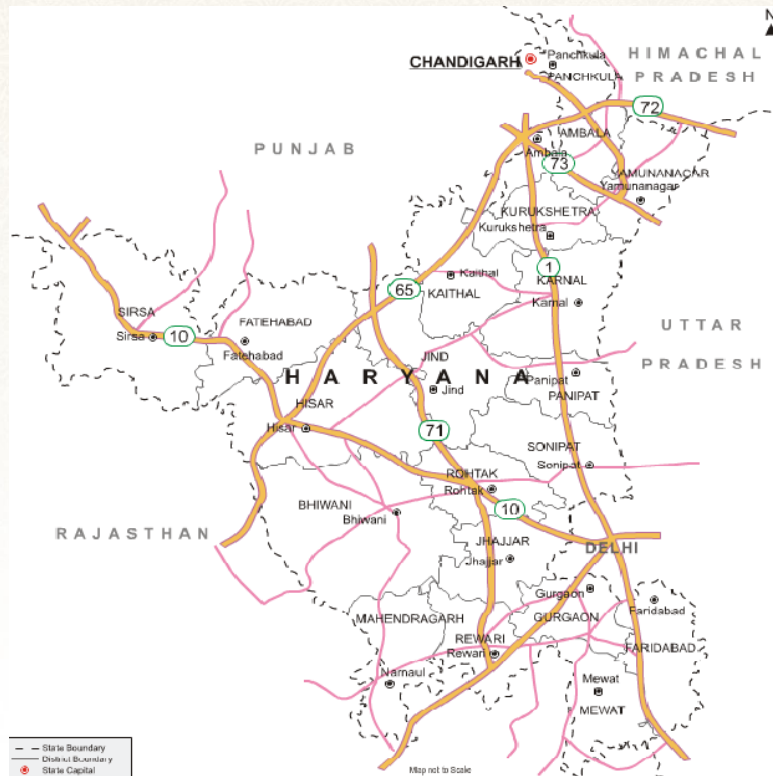 N
CHANDIGARH
Panchkula
PANCHKULA
HIMACHAL
PRADESH
72
PUNJAB
AMBALA
Ambala
73
YAMUNANAGAR
Yamunanagar
KURUKSHETRA
Kurukshetra
1
Kaithal
KAITHAL
65
KARNAL
Karnal
SIRSA
Sirsa
10
FATEHABAD
Fatehabad
UTTAR
PRADESH
JIND
HARYANA
Jind
Panipat
PANIPAT
HISAR
Hisar
71
SONIPAT
Sonipat
ROHTAK
Rohtak
10
BHIWANI
Bhiwani
RAJASTHAN
JHAJJAR
Jhajjar
DELHI
Gurgaon
GURGAON
Faridabad
FARIDABAD
MAHENDRAGARH
REWARI
Rewari
Narnaul
Mewat
MEWAT
State Boundary
District Boundary
State Capital
Map not to Scale